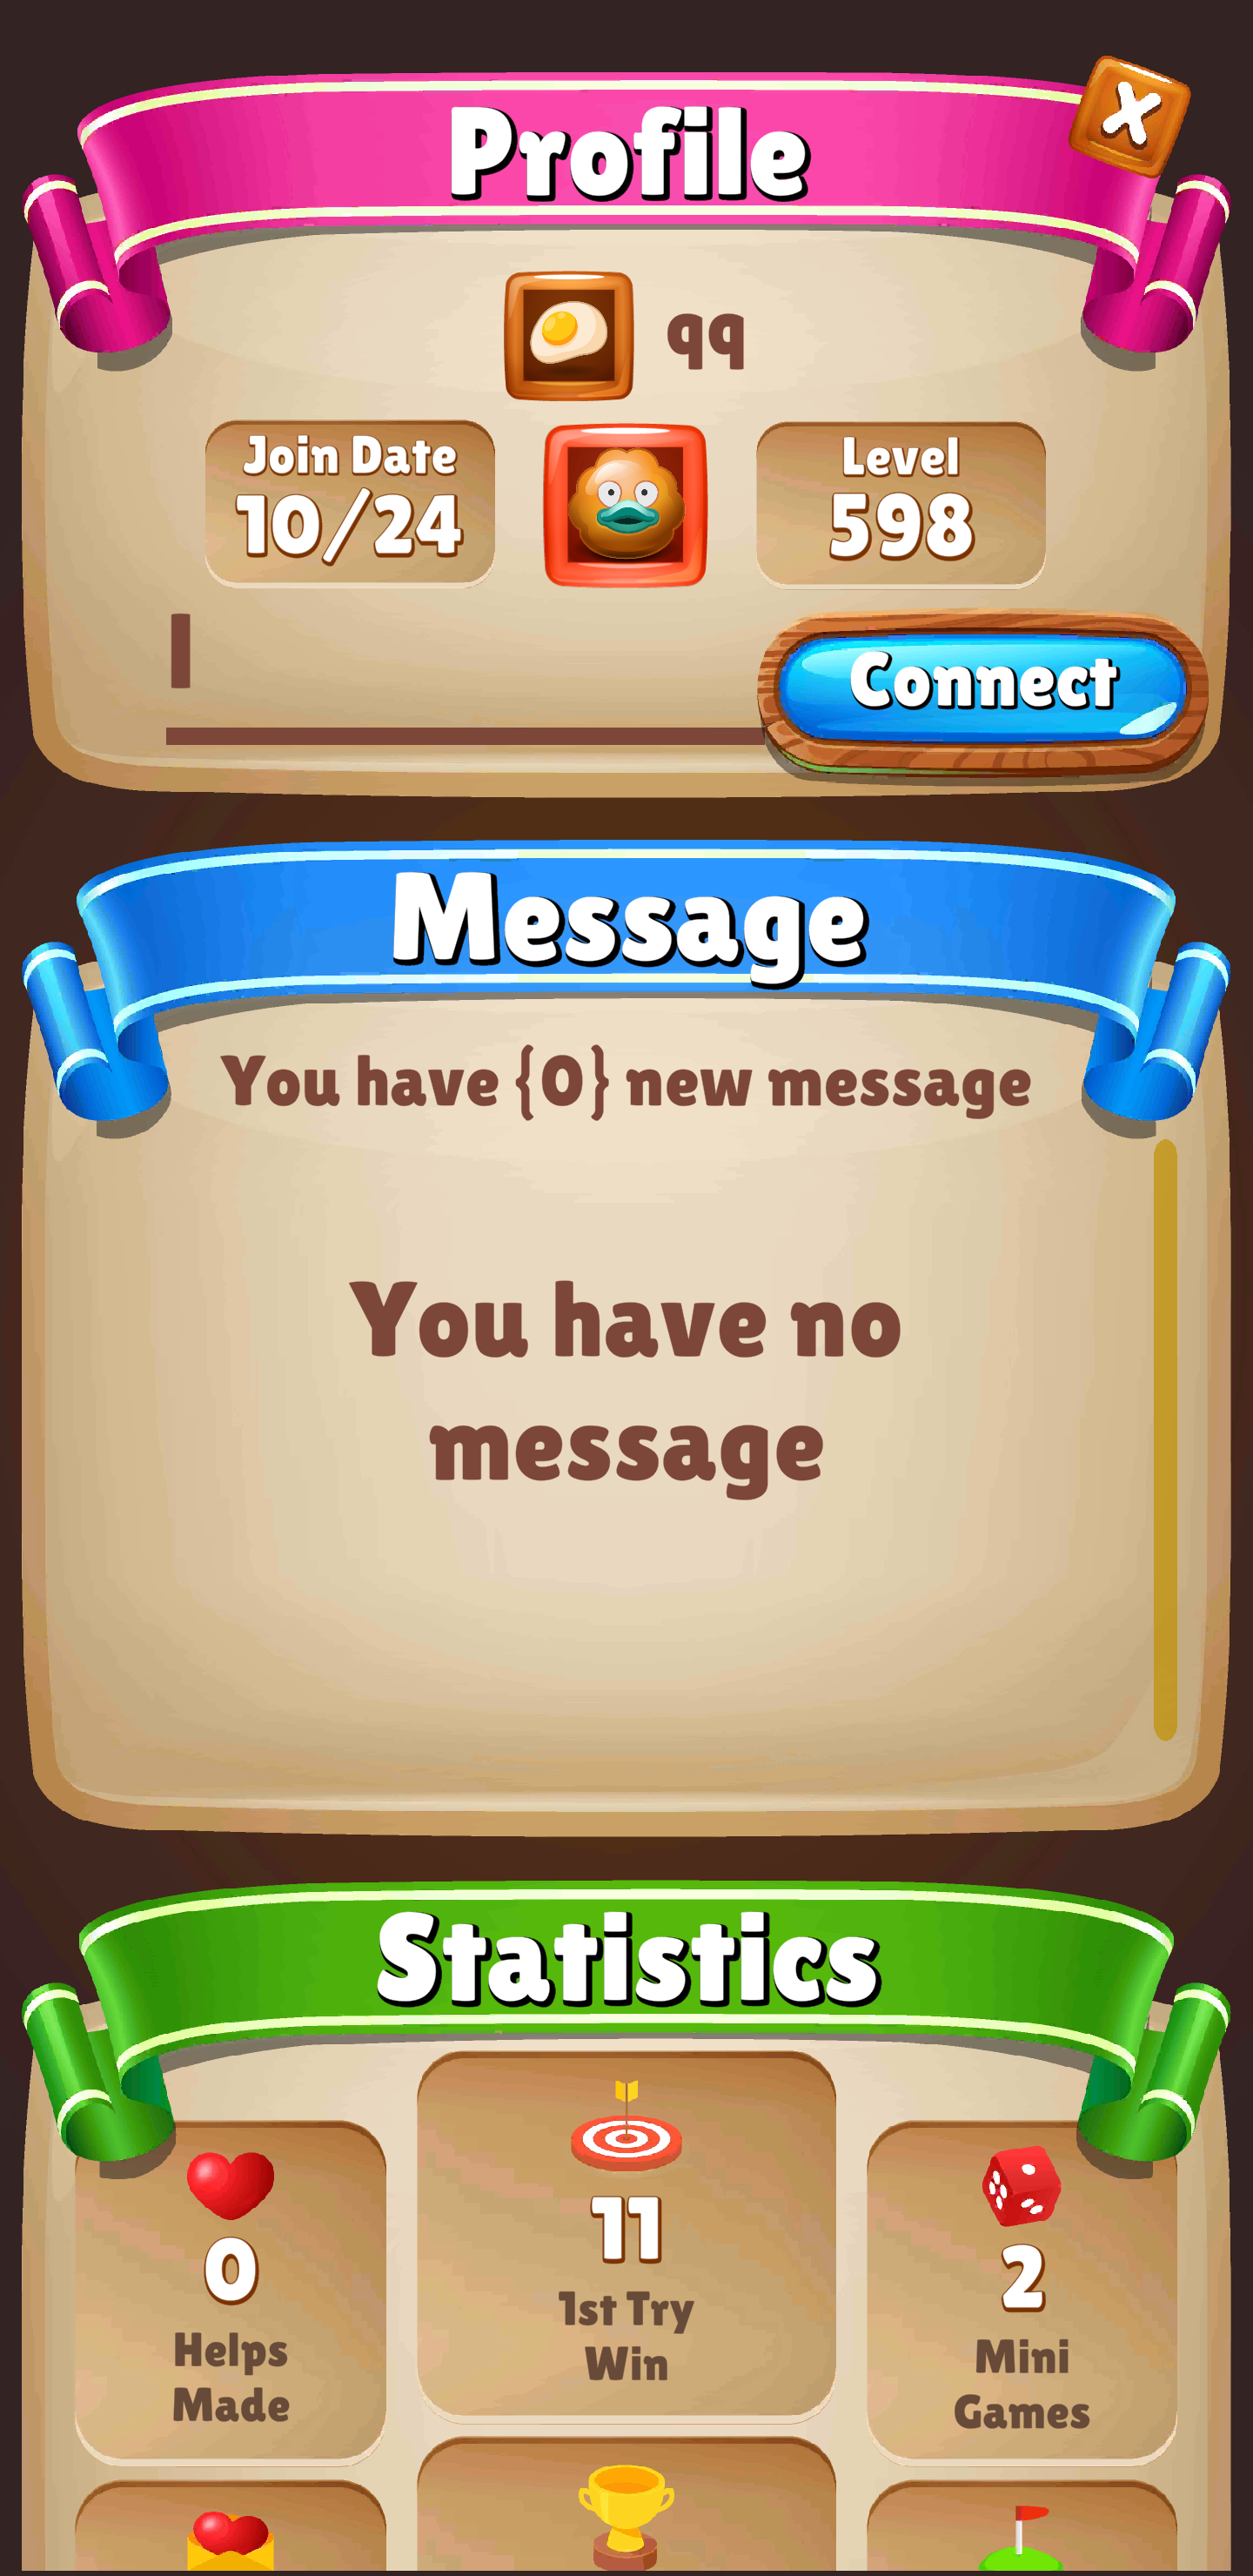 Profile
X
qq
Join Date
10/24
Level
598
Connect
Message
You have {0} new message
You have no
message
Statistics
0
Helps
Made
11
1st Try
Win
2
Mini
Games